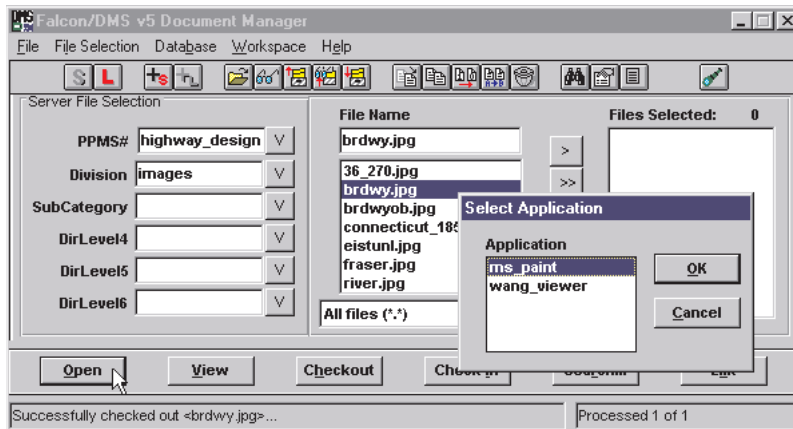 Falcon/DMS v5 Document Manager
File File Selection Database Workspace Help
S L +s +L
Server File Selection
PPMS# highway_design V
Division images V
SubCategory V
DirLevel4 V
DirLevel5 V
DirLevel6 V
File Name
brdwy.jpg
36_270.jpg
brdwy.jpg
brdwyob.jpg
connecticut_185
eistunl.jpg
fraser.jpg
river.jpg
All files (*.*)
>
>>
Files Selected: 0
Select Application
Application
ms_paint
wang_viewer
OK
Cancel
Open View Checkout Check In
Successfully checked out <brdwy.jpg>...
Processed 1 of 1